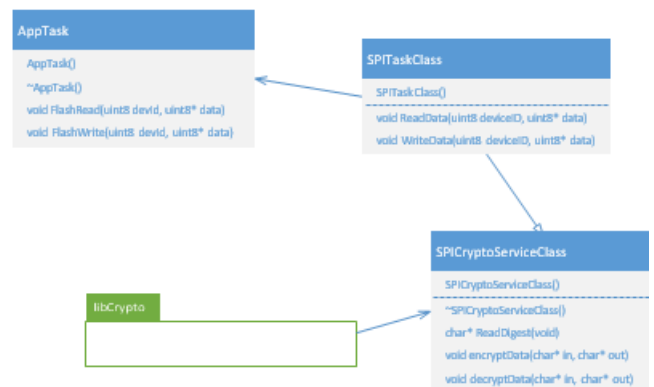 AppTask
AppTask()
~AppTask()
void FlashRead(uint8 devId, uint8* data)
void FlashWrite(uint8 devId, uint8* data)
SPITaskClass
SPITaskClass()
void ReadData(uint8 deviceID, uint8* data)
void WriteData(uint8 deviceID, uint8* data)
SPICryptoServiceClass
SPICryptoServiceClass()
~SPICryptoServiceClass()
char* ReadDigest(void)
void encryptData(char* in, char* out)
void decryptData(char* in, char* out)
libCrypto